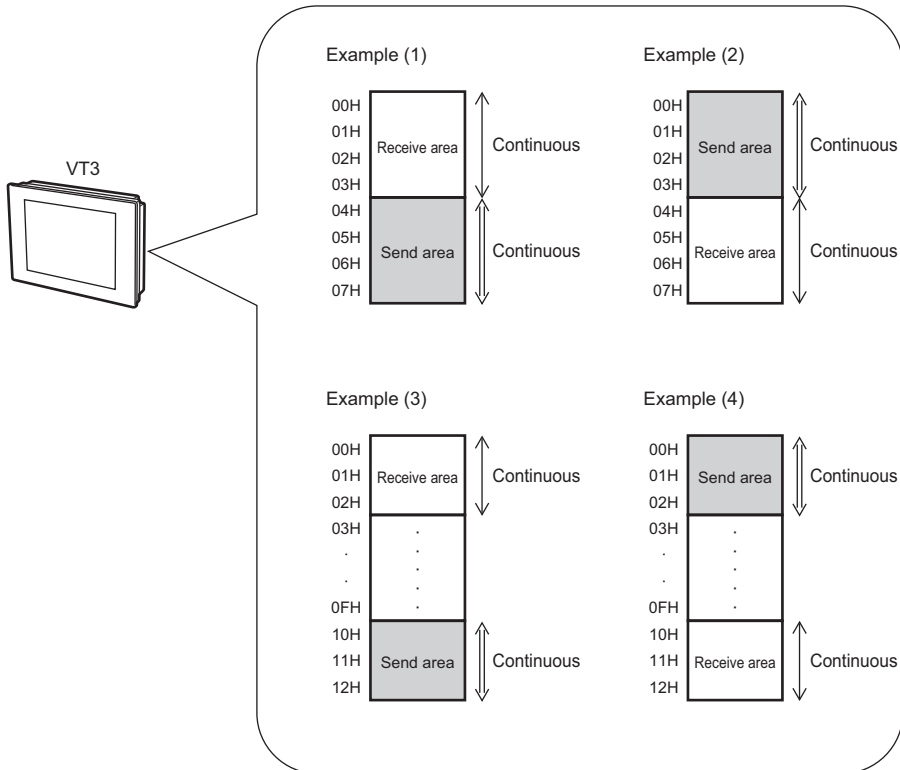 VT3
Example (1)
00H
01H
02H
03H
04H
05H
06H
07H
Receive area
Send area
Continuous
Continuous
Example (2)
00H
01H
02H
03H
04H
05H
06H
07H
Send area
Receive area
Continuous
Continuous
Example (3)
00H
01H
02H
03H
.
.
0FH
10H
11H
12H
Receive area
.
.
.
.
.
Send area
Continuous
Continuous
Example (4)
00H
01H
02H
03H
.
.
0FH
10H
11H
12H
Send area
.
.
.
.
.
Receive area
Continuous
Continuous